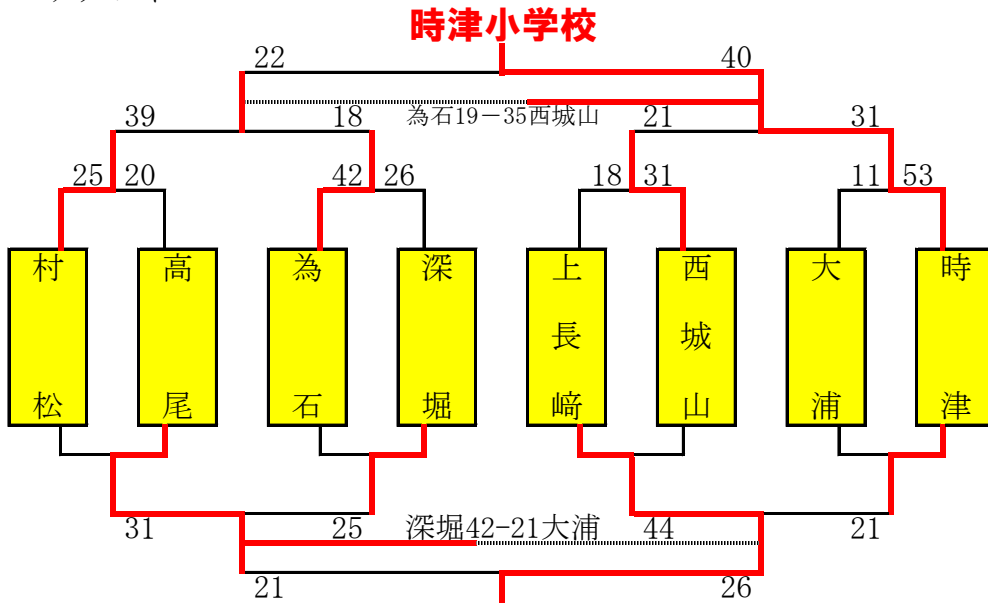 時津小学校
22 40
為石19－35西城山
39 18 21 31
25 20 42 26 18 31 11 53
村松
高尾
為石
深堀
上長崎
西城山
大浦
時津
31 25 深堀42-21大浦 44 21
21 26